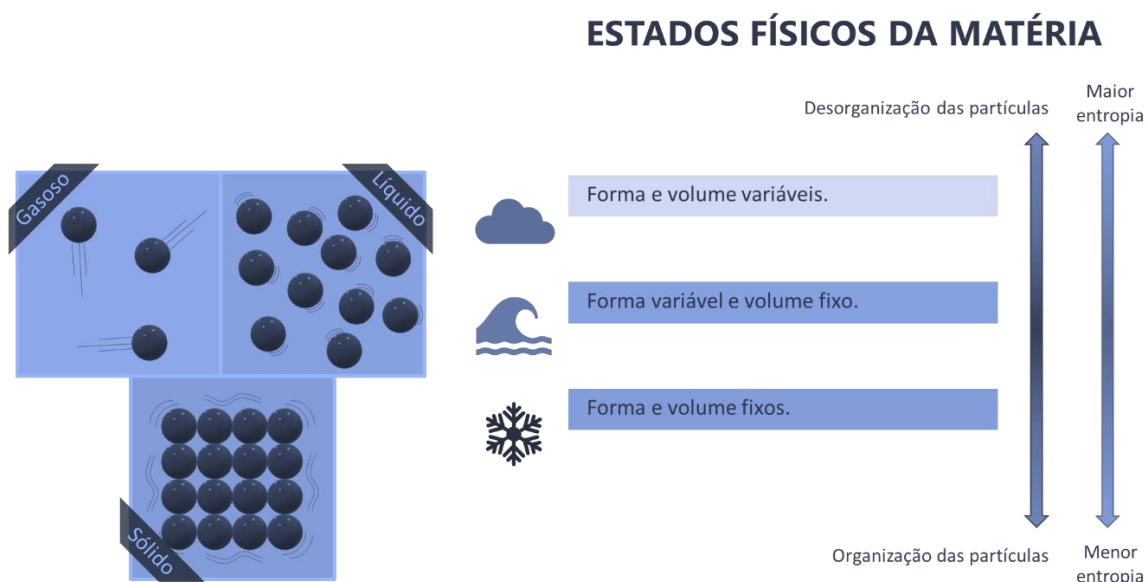 ESTADOS FÍSICOS DA MATÉRIA
Desorganização das partículas
Maior
entropia
Gasoso
Líquido
Forma e volume variáveis.
Forma variável e volume fixo.
Forma e volume fixos.
Sólido
Organização das partículas
Menor
entropia